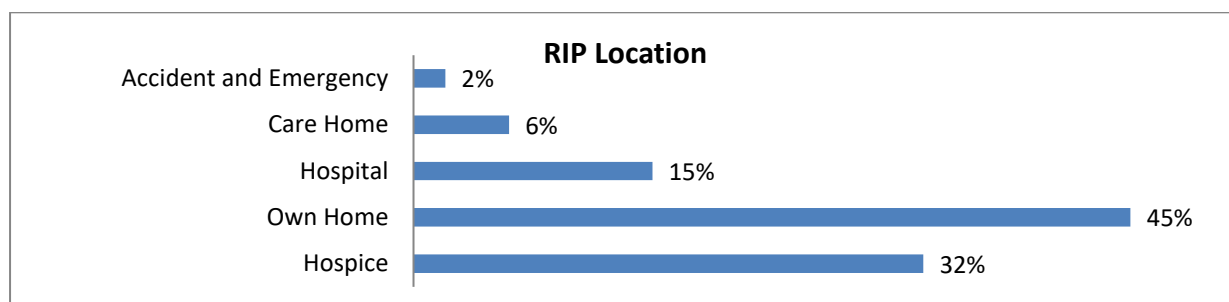 RIP Location
Accident and Emergency 2%
Care Home 6%
Hospital 15%
Own Home 45%
Hospice 32%